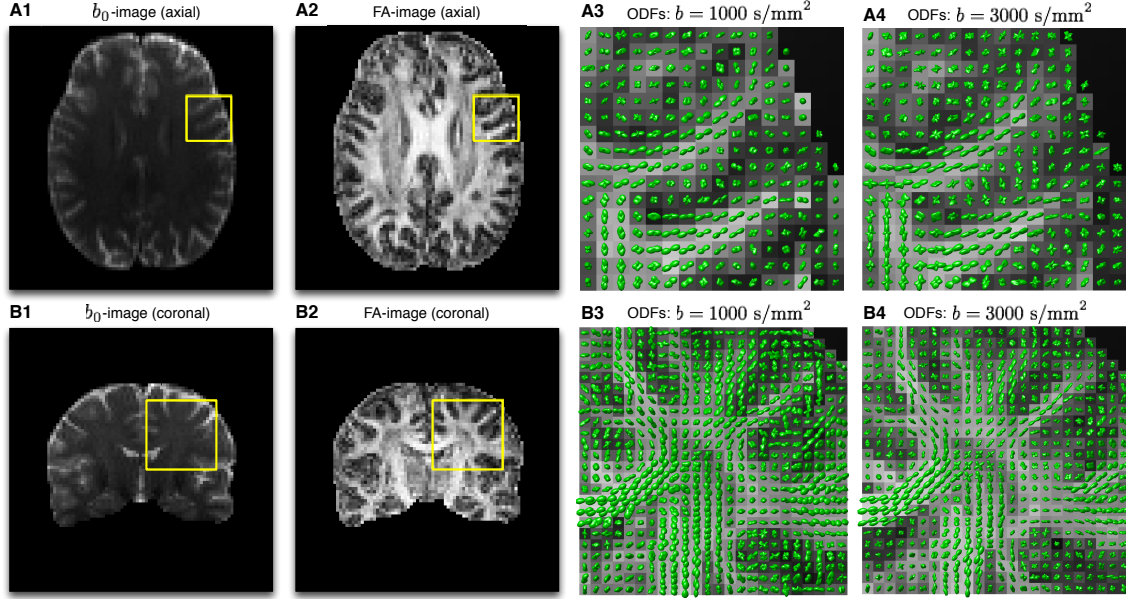 A1 b₀-image (axial)
A2 FA-image (axial)
A3 ODFs: b = 1000 s/mm²
A4 ODFs: b = 3000 s/mm²
B1 b₀-image (coronal)
B2 FA-image (coronal)
B3 ODFs: b = 1000 s/mm²
B4 ODFs: b = 3000 s/mm²